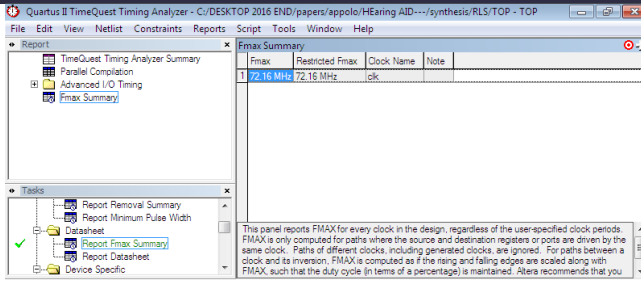 Quartus II TimeQuest Timing Analyzer - C:/DESKTOP 2016 END/papers/appolo/HEaring AID---/synthesis/RLS/TOP - TOP
File Edit View Netlist Constraints Reports Script Tools Window Help
Report
TimeQuest Timing Analyzer Summary
Parallel Compilation
Advanced I/O Timing
Fmax Summary
Tasks
Report Removal Summary
Report Minimum Pulse Width
Datasheet
Report Fmax Summary
Report Datasheet
Device Specific
Fmax Summary
Fmax Restricted Fmax Clock Name Note
1 72.16 MHz 72.16 MHz clk
This panel reports FMAX for every clock in the design, regardless of the user-specified clock periods.
FMAX is only computed for paths where the source and destination registers or ports are driven by the
same clock. Paths of different clocks, including generated clocks, are ignored. For paths between a
clock and its inversion, FMAX is computed as if the rising and falling edges are scaled along with
FMAX, such that the duty cycle (in terms of a percentage) is maintained. Altera recommends that you